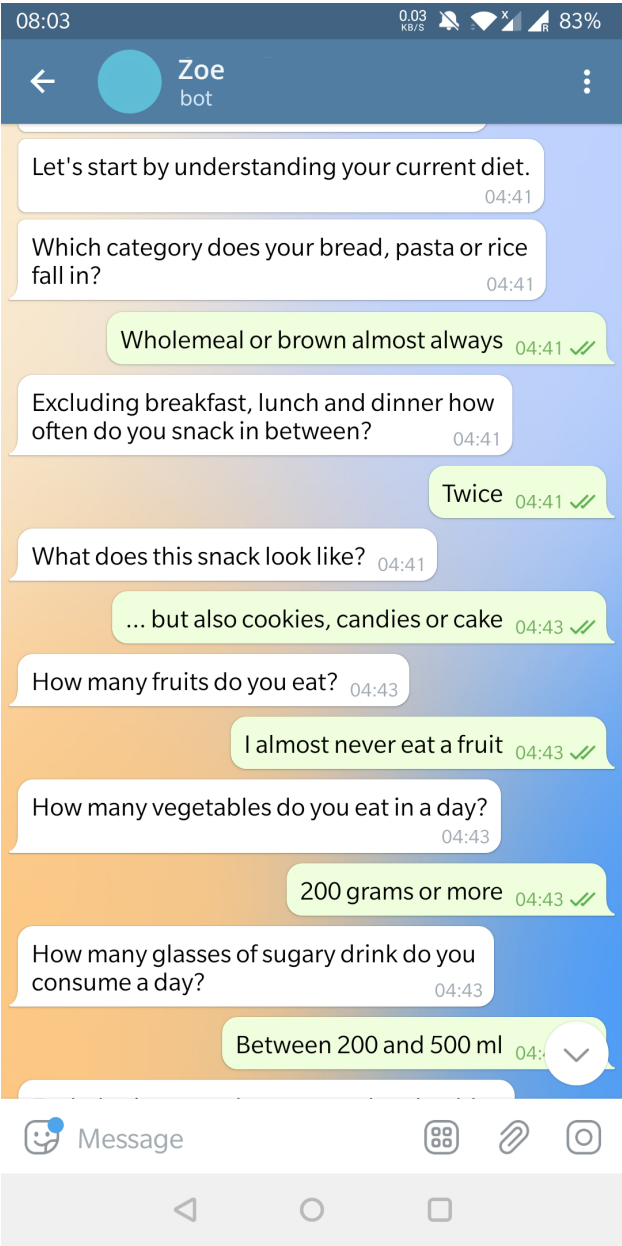 08:03
0.03
KB/S
X
R
83%
Zoe
bot
Let's start by understanding your current diet.
04:41
Which category does your bread, pasta or rice
fall in?
04:41
Wholemeal or brown almost always 04:41
Excluding breakfast, lunch and dinner how
often do you snack in between?
04:41
Twice 04:41
What does this snack look like? 04:41
... but also cookies, candies or cake 04:43
How many fruits do you eat? 04:43
I almost never eat a fruit 04:43
How many vegetables do you eat in a day?
04:43
200 grams or more 04:43
How many glasses of sugary drink do you
consume a day?
04:43
Between 200 and 500 ml 04:
Message